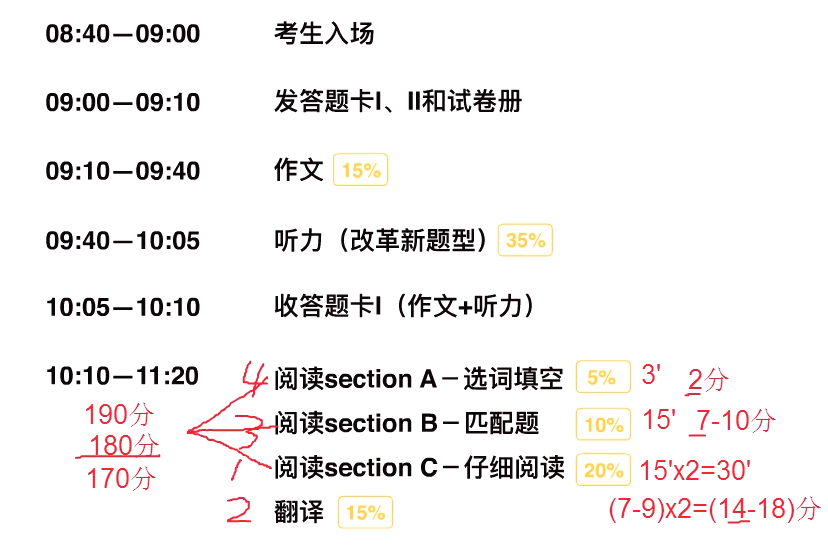 08:40—09:00 考生入场
09:00—09:10 发答题卡I、II和试卷册
09:10—09:40 作文 15%
09:40—10:05 听力（改革新题型） 35%
10:05—10:10 收答题卡I（作文+听力）
10:10—11:20 4 阅读section A－选词填空 5% 3' 2分
190分 3 阅读section B－匹配题 10% 15' 7-10分
180分 1 阅读section C－仔细阅读 20% 15'x2=30'
170分
2 翻译 15% (7-9)x2=(14-18)分